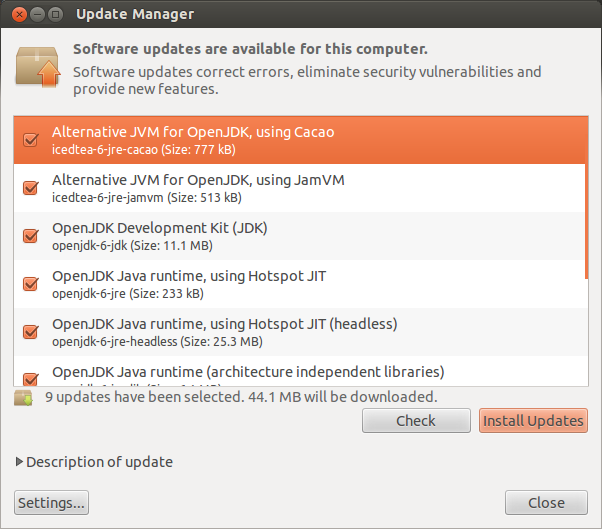 Update Manager
Software updates are available for this computer.
Software updates correct errors, eliminate security vulnerabilities and
provide new features.
Alternative JVM for OpenJDK, using Cacao
icedtea-6-jre-cacao (Size: 777 kB)
Alternative JVM for OpenJDK, using JamVM
icedtea-6-jre-jamvm (Size: 513 kB)
OpenJDK Development Kit (JDK)
openjdk-6-jdk (Size: 11.1 MB)
OpenJDK Java runtime, using Hotspot JIT
openjdk-6-jre (Size: 233 kB)
OpenJDK Java runtime, using Hotspot JIT (headless)
openjdk-6-jre-headless (Size: 25.3 MB)
OpenJDK Java runtime (architecture independent libraries)
9 updates have been selected. 44.1 MB will be downloaded.
Check Install Updates
Description of update
Settings... Close